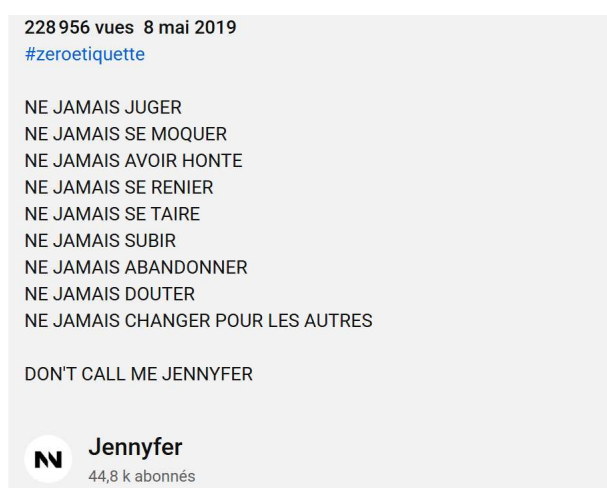 228 956 vues 8 mai 2019
#zeroetiquette
NE JAMAIS JUGER
NE JAMAIS SE MOQUER
NE JAMAIS AVOIR HONTE
NE JAMAIS SE RENIER
NE JAMAIS SE TAIRE
NE JAMAIS SUBIR
NE JAMAIS ABANDONNER
NE JAMAIS DOUTER
NE JAMAIS CHANGER POUR LES AUTRES
DON'T CALL ME JENNYFER
Jennyfer
44,8 k abonnés